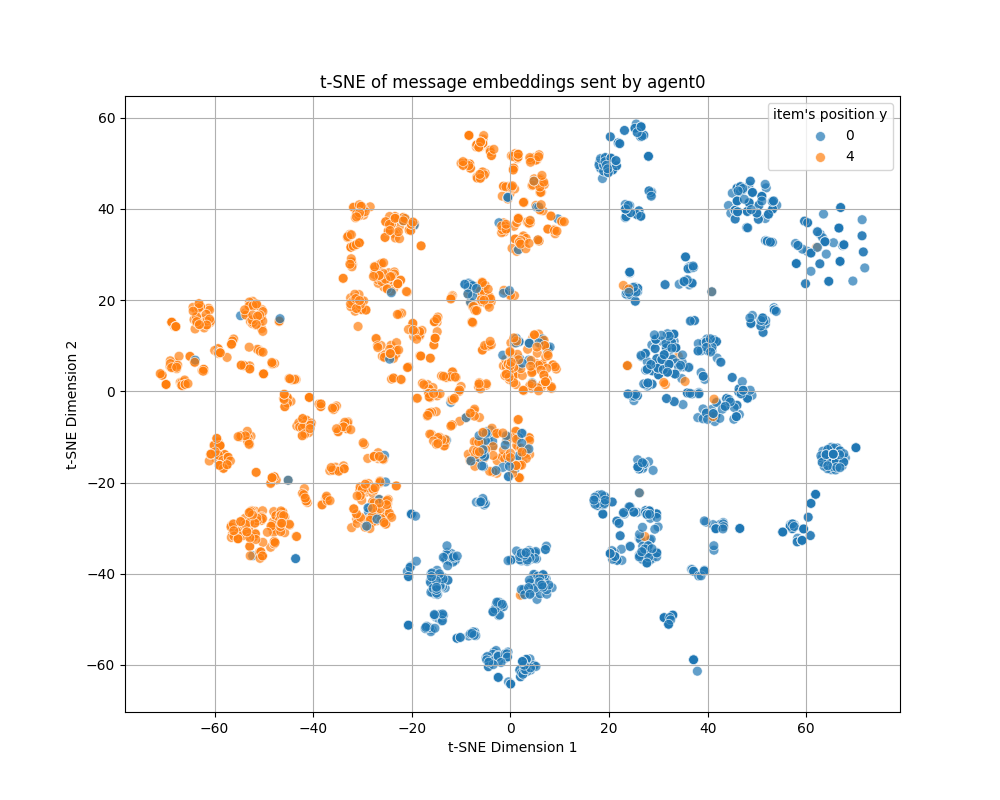 t-SNE of message embeddings sent by agent0
item's position y
0
4
60
40
20
0
−20
−40
−60
t-SNE Dimension 2
−60 −40 −20 0 20 40 60
t-SNE Dimension 1